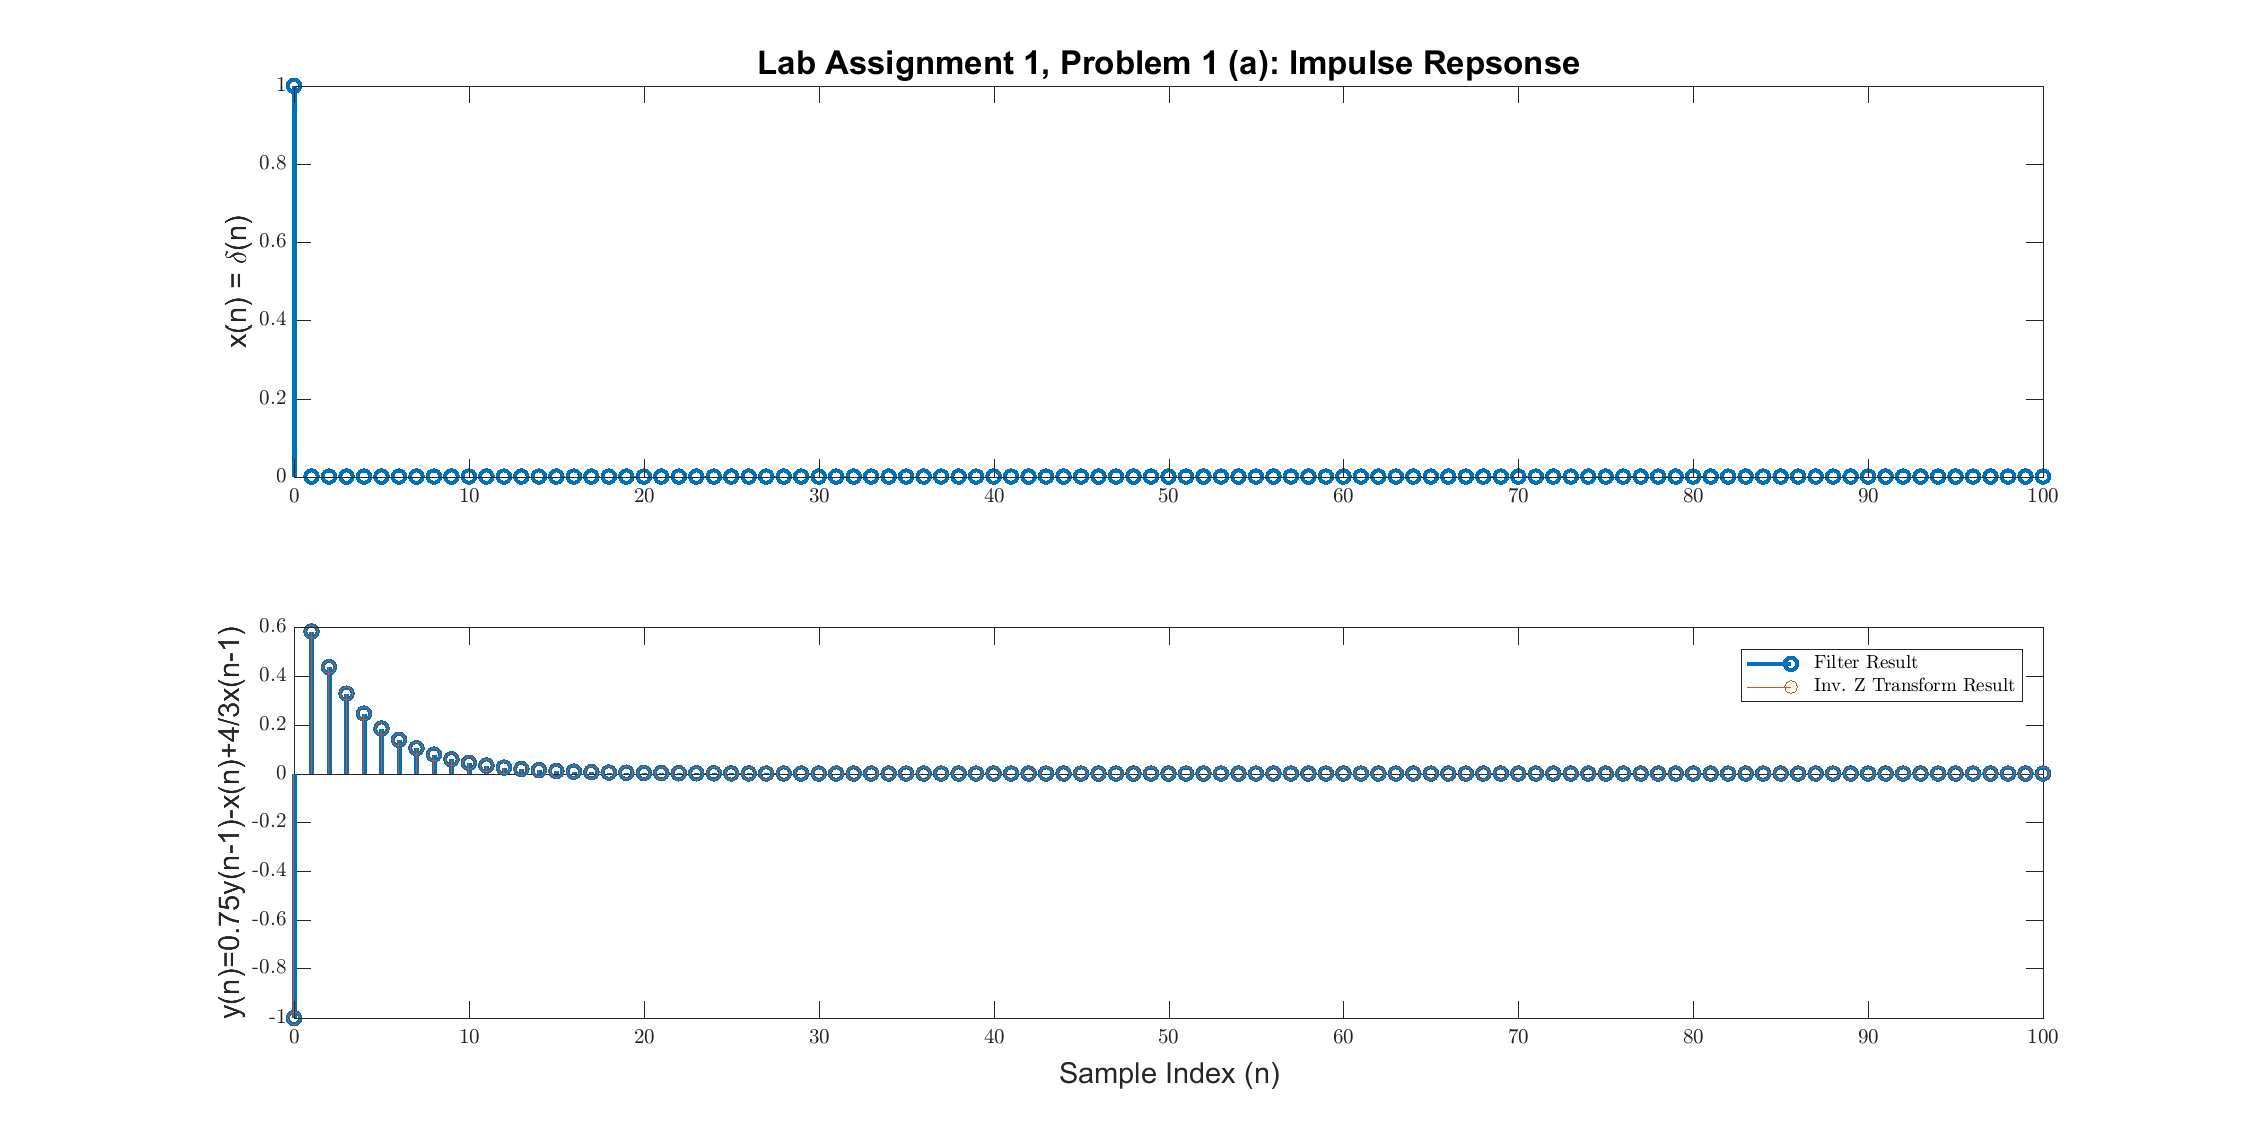 Lab Assignment 1, Problem 1 (a): Impulse Repsonse
x(n) = δ(n)
1
0.8
0.6
0.4
0.2
0
0 10 20 30 40 50 60 70 80 90 100
y(n)=0.75y(n-1)-x(n)+4/3x(n-1)
0.6
0.4
0.2
0
-0.2
-0.4
-0.6
-0.8
-1
Filter Result
Inv. Z Transform Result
0 10 20 30 40 50 60 70 80 90 100
Sample Index (n)